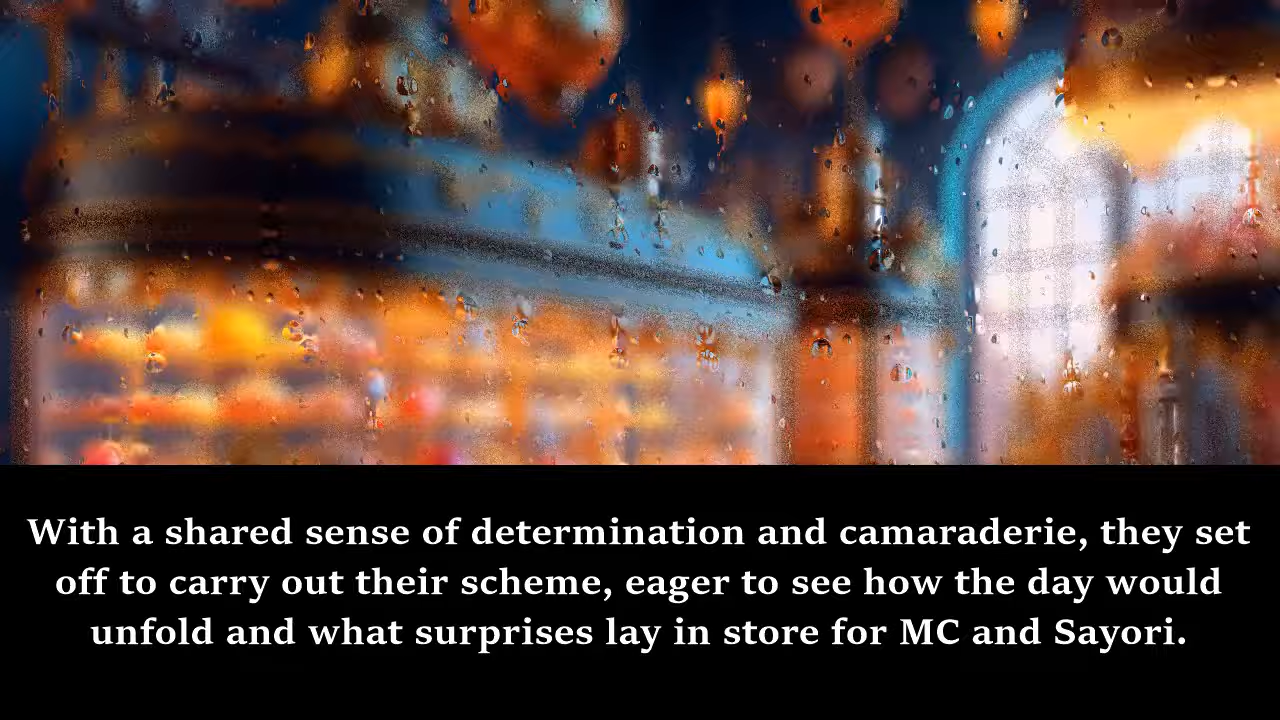 With a shared sense of determination and camaraderie, they set
off to carry out their scheme, eager to see how the day would
unfold and what surprises lay in store for MC and Sayori.